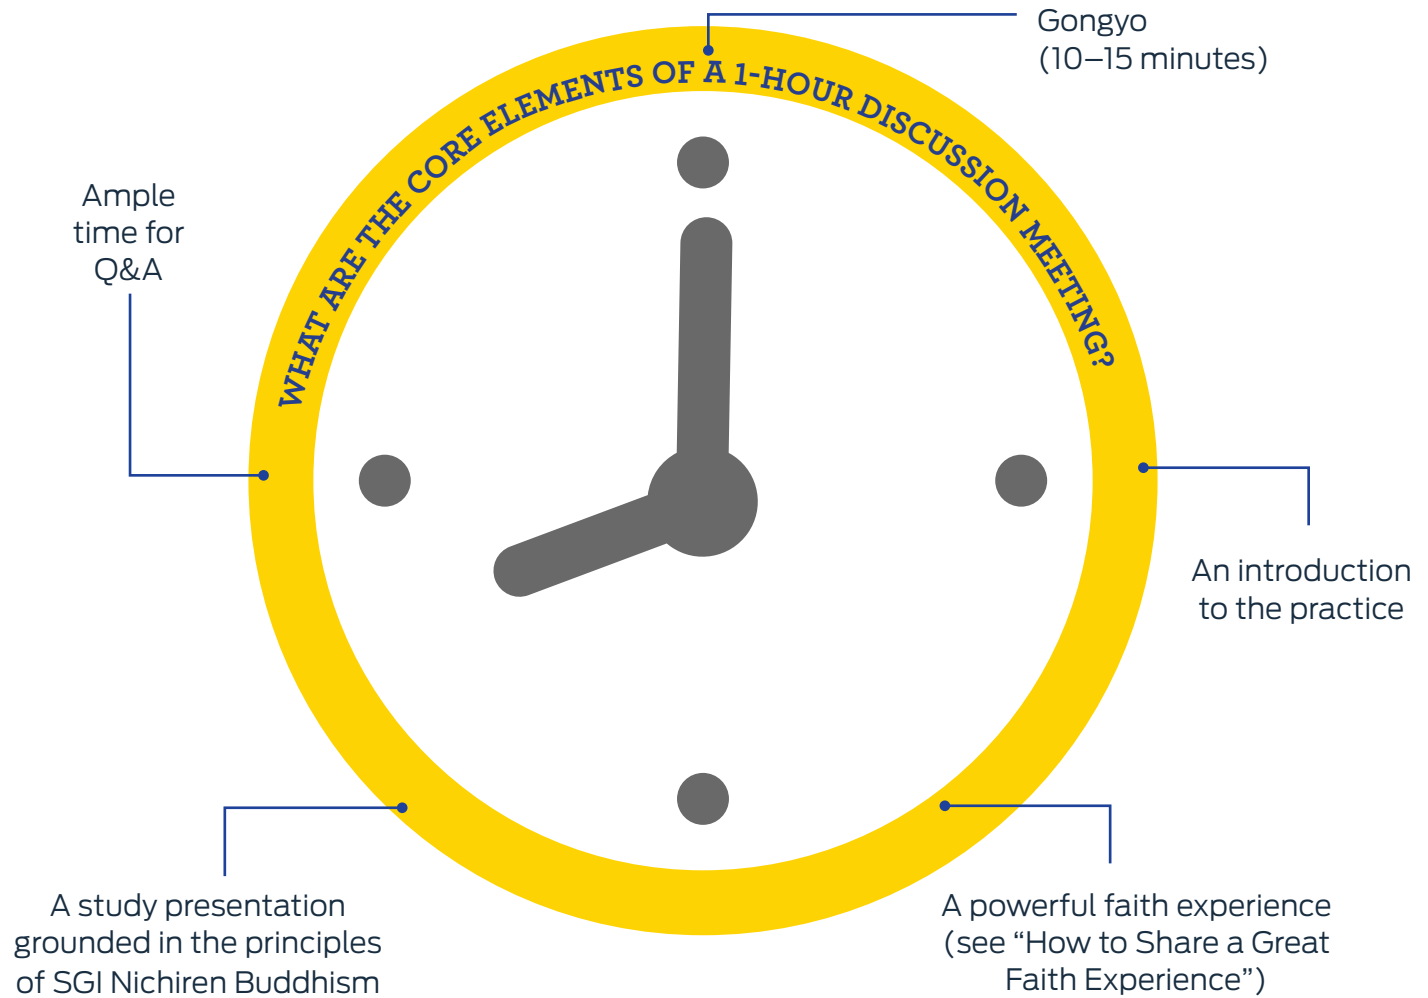 WHAT ARE THE CORE ELEMENTS OF A 1-HOUR DISCUSSION MEETING?
Gongyo
(10–15 minutes)
An introduction
to the practice
A powerful faith experience
(see “How to Share a Great
Faith Experience”)
A study presentation
grounded in the principles
of SGI Nichiren Buddhism
Ample
time for
Q&A